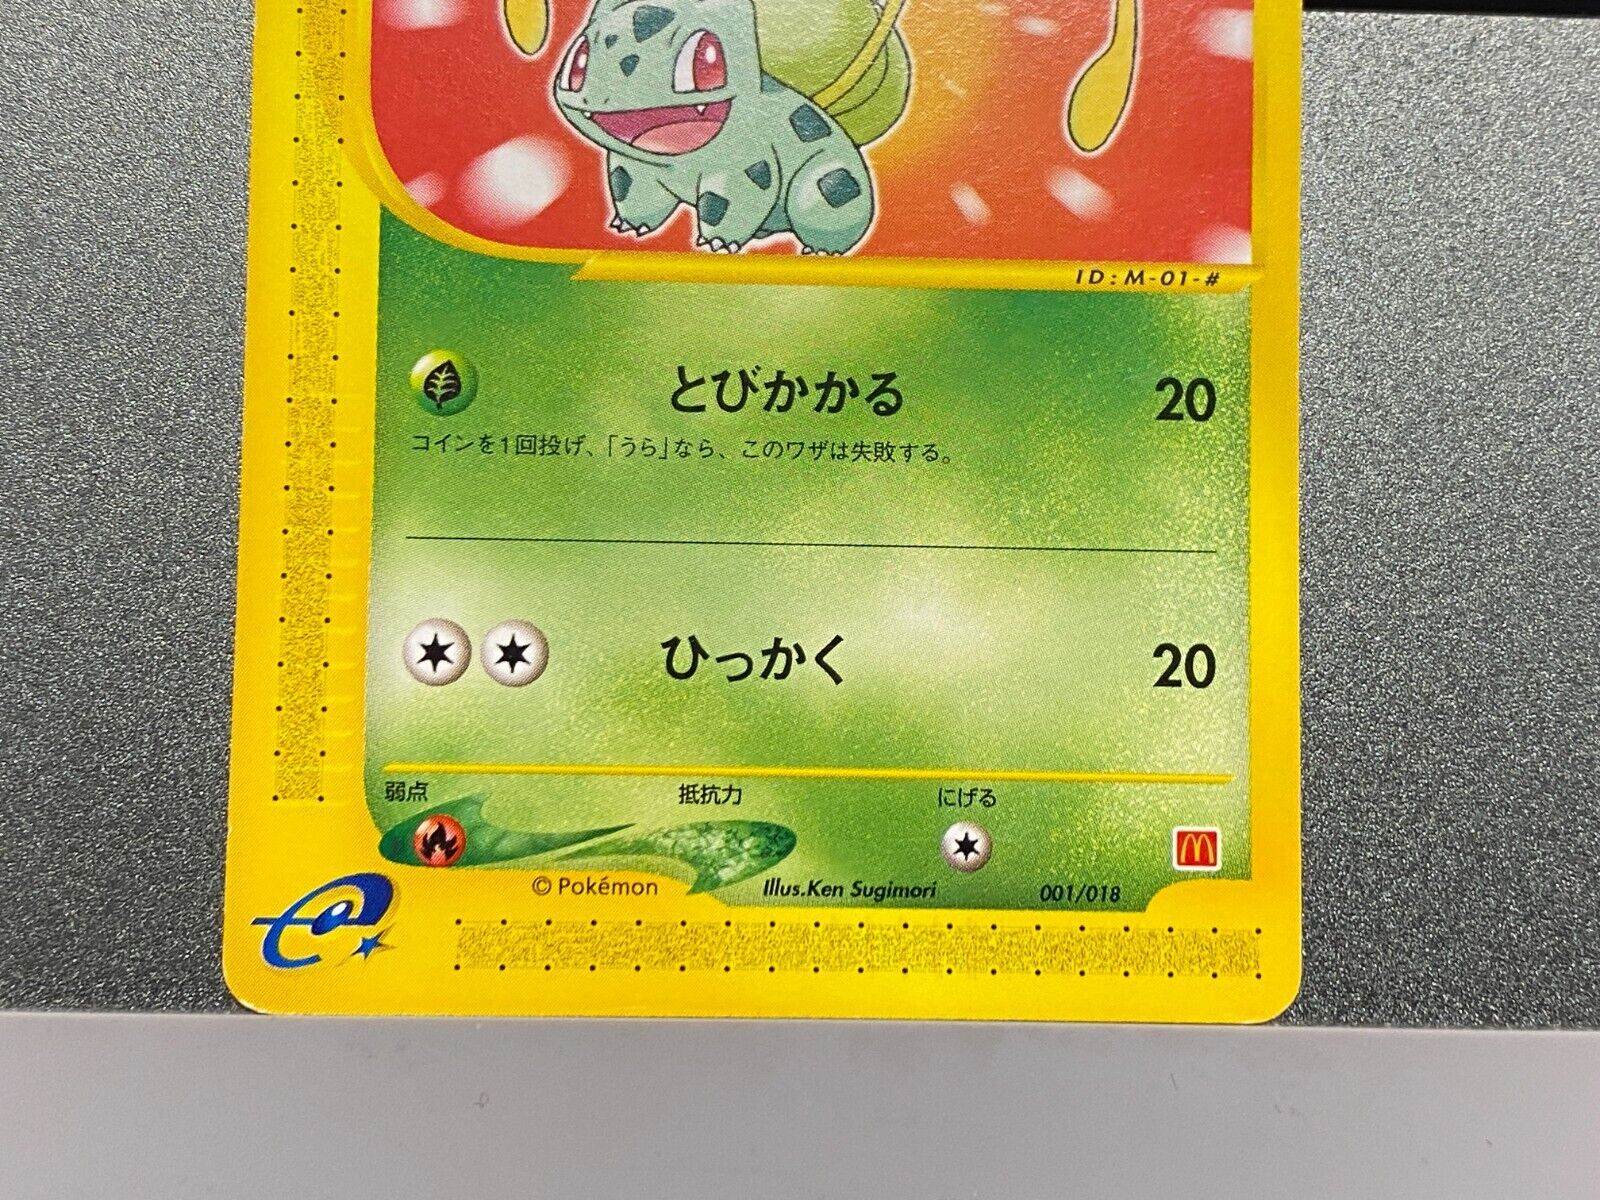 ID:M-01-#
とびかかる 20
コインを1回投げ、「うら」なら、このワザは失敗する。
ひっかく 20
弱点 抵抗力 にげる
© Pokémon Illus.Ken Sugimori 001/018